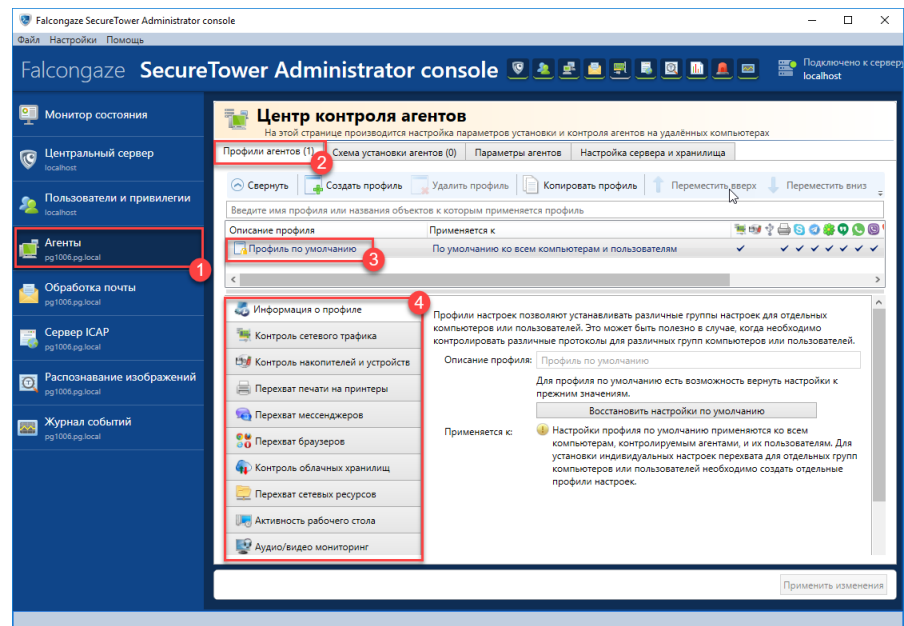 Falcongaze SecureTower Administrator console
Файл Настройки Помощь
Falcongaze SecureTower Administrator console
Подключено к серверу
localhost
Монитор состояния
Центральный сервер
localhost
Пользователи и привилегии
localhost
Агенты
pg1006.pg.local
1
Обработка почты
pg1006.pg.local
Сервер ICAP
pg1006.pg.local
Распознавание изображений
pg1006.pg.local
Журнал событий
pg1006.pg.local
Центр контроля агентов
На этой странице производится настройка параметров установки и контроля агентов на удалённых компьютерах
Профили агентов (1) Схема установки агентов (0) Параметры агентов Настройка сервера и хранилища
2
Свернуть Создать профиль Удалить профиль Копировать профиль Переместить вверх Переместить вниз
Введите имя профиля или названия объектов к которым применяется профиль
Описание профиля Применяется к
Профиль по умолчанию По умолчанию ко всем компьютерам и пользователям
3
4
Информация о профиле
Контроль сетевого трафика
Контроль накопителей и устройств
Перехват печати на принтеры
Перехват мессенджеров
Перехват браузеров
Контроль облачных хранилищ
Перехват сетевых ресурсов
Активность рабочего стола
Аудио/видео мониторинг
Профили настроек позволяют устанавливать различные группы настроек для отдельных
компьютеров или пользователей. Это может быть полезно в случае, когда необходимо
контролировать различные протоколы для различных групп компьютеров или пользователей.
Описание профиля: Профиль по умолчанию
Для профиля по умолчанию есть возможность вернуть настройки к
прежним значениям.
Восстановить настройки по умолчанию
Применяется к: Настройки профиля по умолчанию применяются ко всем
компьютерам, контролируемым агентами, и их пользователям. Для
установки индивидуальных настроек перехвата для отдельных групп
компьютеров или пользователей необходимо создать отдельные
профили настроек.
Применить изменения